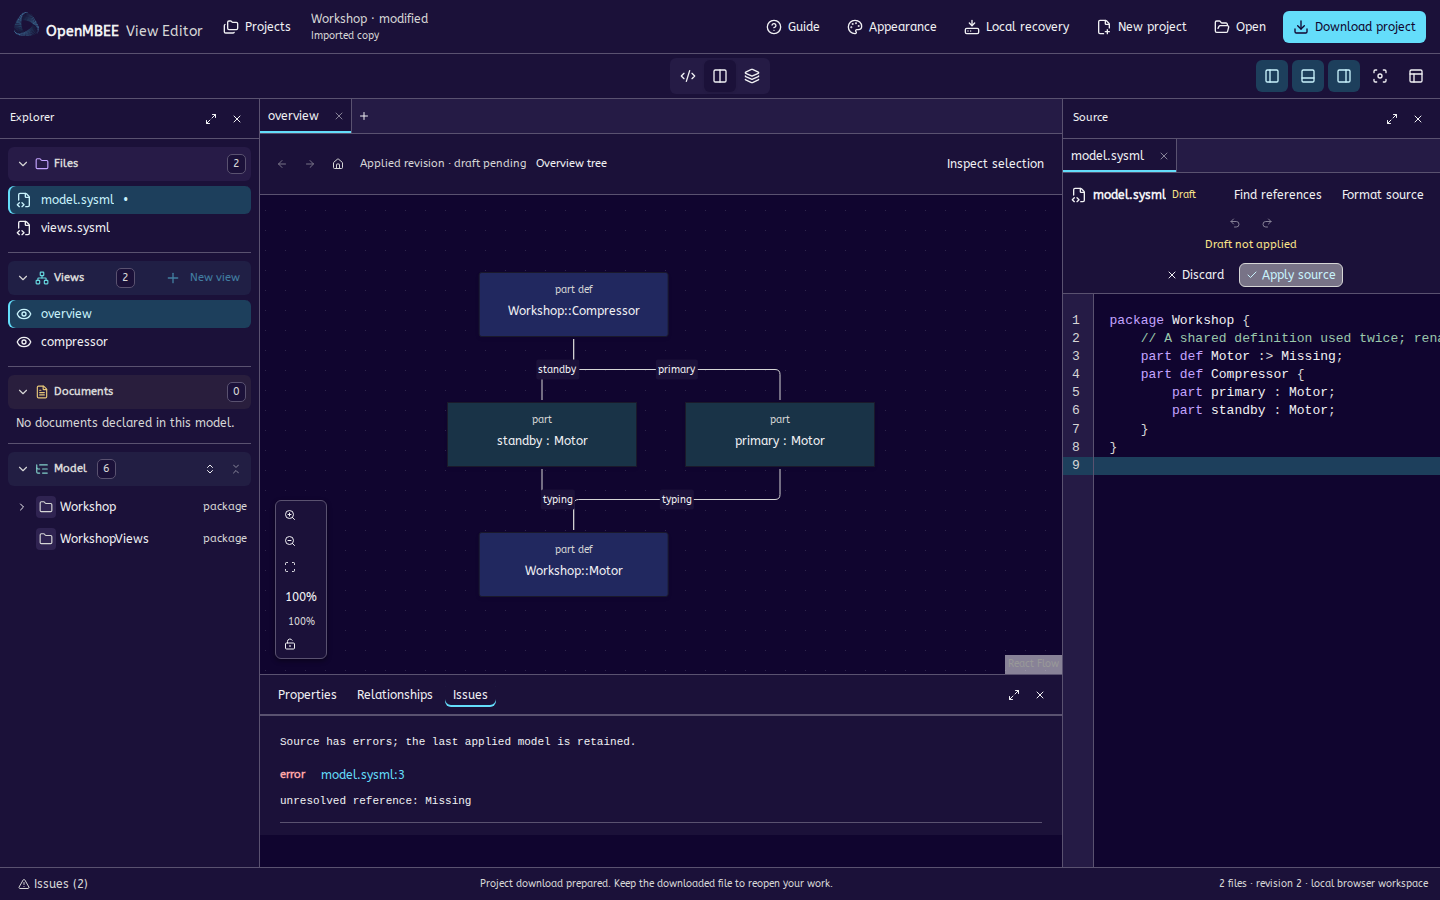 OpenMBEE View Editor
Projects
Workshop · modified
Imported copy
Guide
Appearance
Local recovery
New project
Open
Download project
Explorer
Files
2
model.sysml •
views.sysml
Views
2
New view
overview
compressor
Documents
0
No documents declared in this model.
Model
6
Workshop
package
WorkshopViews
package
overview
Applied revision · draft pending
Overview tree
Inspect selection
part def
Workshop::Compressor
standby
primary
part
standby : Motor
part
primary : Motor
typing
typing
part def
Workshop::Motor
100%
100%
React Flow
Properties
Relationships
Issues
Source has errors; the last applied model is retained.
error
model.sysml:3
unresolved reference: Missing
Source
model.sysml
model.sysml
Draft
Find references
Format source
Draft not applied
Discard
Apply source
1 package Workshop {
2 // A shared definition used twice; rena
3 part def Motor :> Missing;
4 part def Compressor {
5 part primary : Motor;
6 part standby : Motor;
7 }
8 }
9
Issues (2)
Project download prepared. Keep the downloaded file to reopen your work.
2 files · revision 2 · local browser workspace